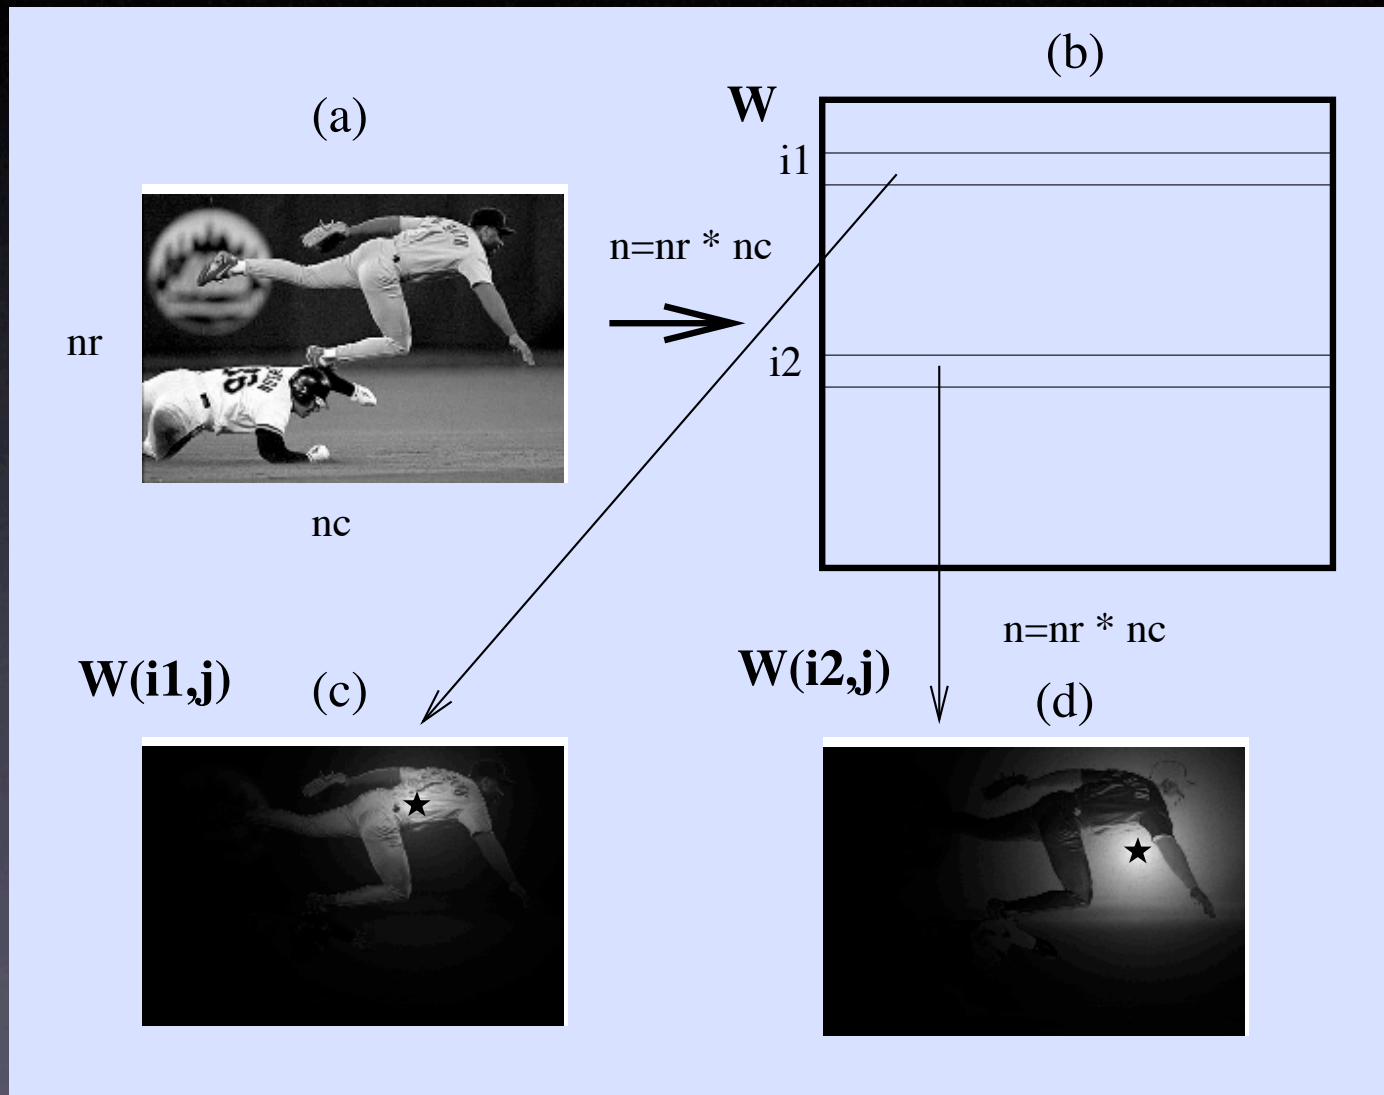 (a)
nr
nc
n=nr * nc
(b)
W
i1
i2
n=nr * nc
W(i1,j)
(c)
W(i2,j)
(d)